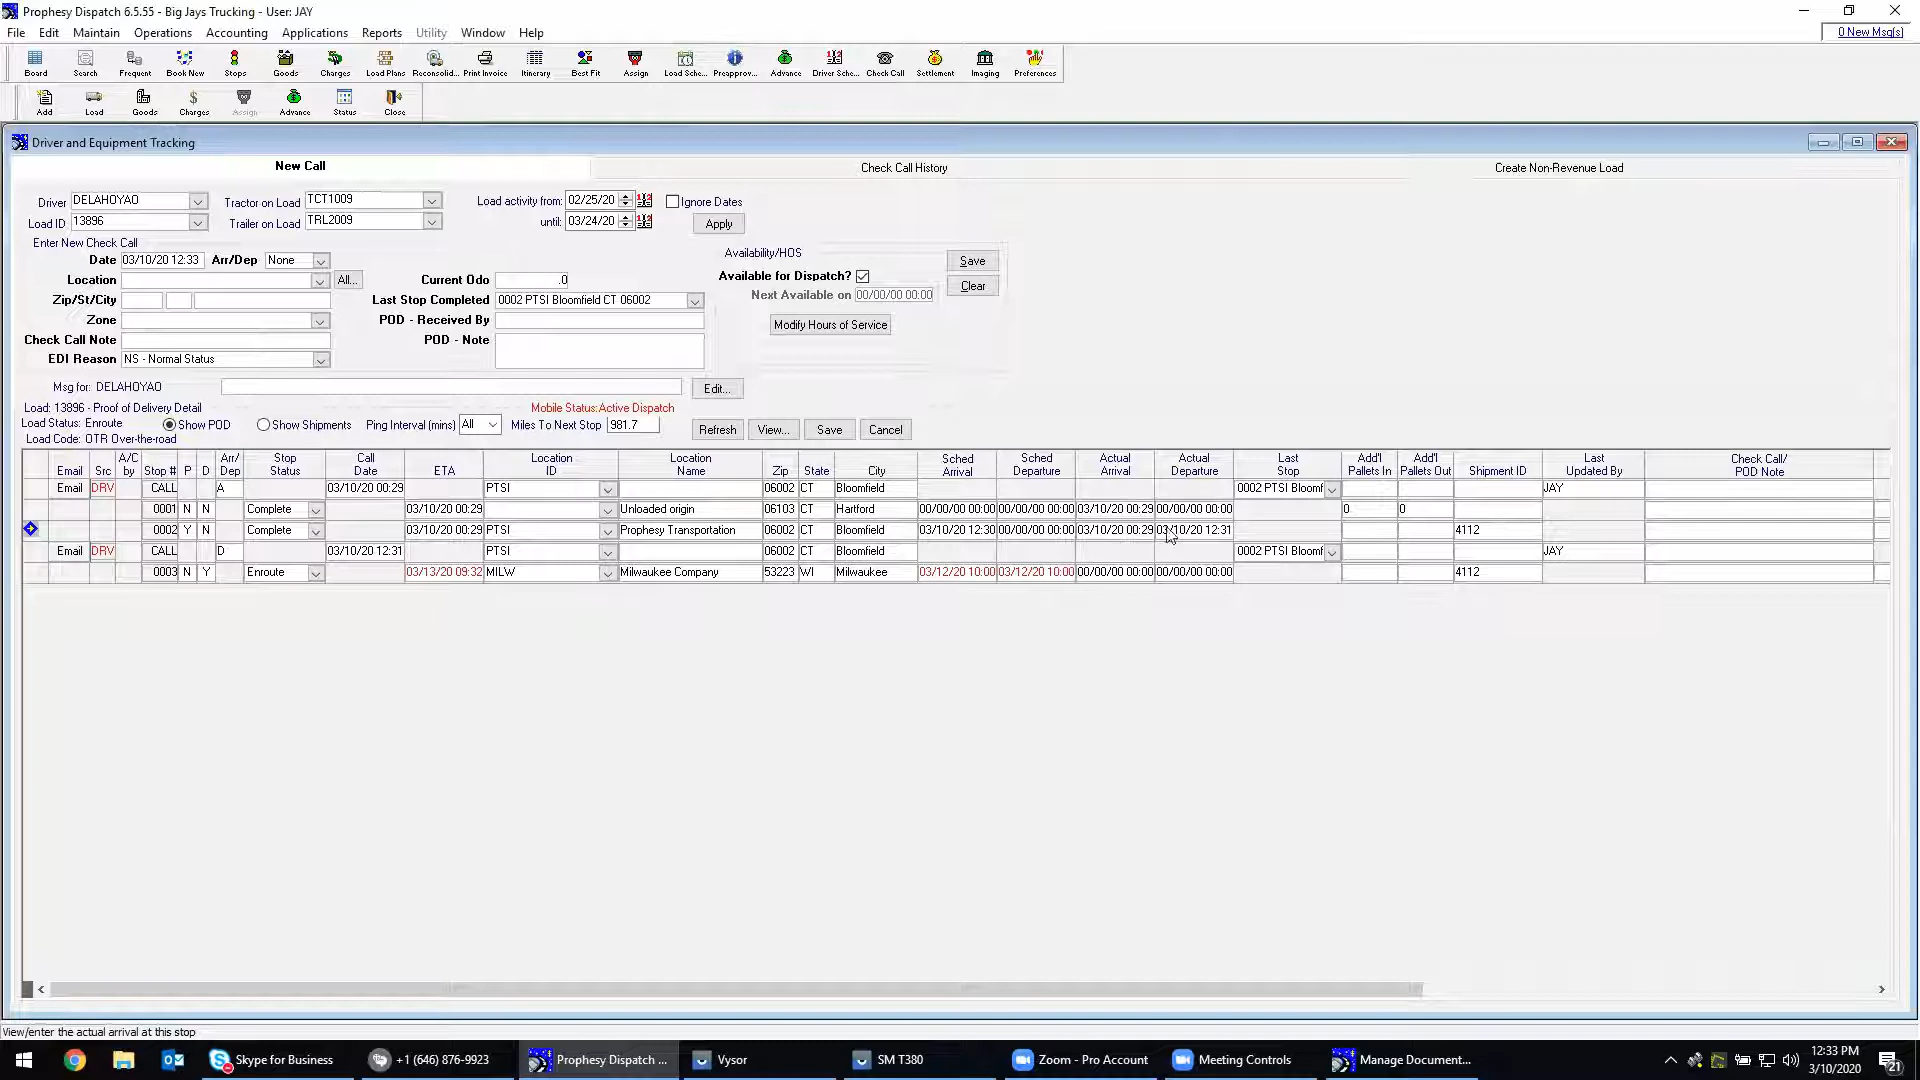 Prophesy Dispatch 6.5.55 - Big Jays Trucking - User: JAY
File Edit Maintain Operations Accounting Applications Reports Utility Window Help
0 New Msg(s)
Board Search Frequent Book New Stops Goods Charges Load Plans Reconsolid... Print Invoice Itinerary Best Fit Assign Load Sche... Preapprov... Advance Driver Sche... Check Call Settlement Imaging Preferences
Add Load Goods Charges Assign Advance Status Close
Driver and Equipment Tracking
New Call Check Call History Create Non-Revenue Load
Driver DELAHOYAO Tractor on Load TCT1009 Load activity from: 02/25/20 Ignore Dates
Load ID 13896 Trailer on Load TRL2009 until: 03/24/20 Apply
Enter New Check Call
Availability/HOS
Date 03/10/20 12:33 Arr/Dep None Save
Location All... Current Odo .0 Available for Dispatch? Clear
Zip/St/City Last Stop Completed 0002 PTSI Bloomfield CT 06002 Next Available on 00/00/00 00:00
Zone POD - Received By Modify Hours of Service
Check Call Note POD - Note
EDI Reason NS - Normal Status
Msg for: DELAHOYAO Edit...
Load: 13896 - Proof of Delivery Detail Mobile Status:Active Dispatch
Load Status: Enroute Show POD Show Shipments Ping Interval (mins) All Miles To Next Stop 981.7 Refresh View... Save Cancel
Load Code: OTR Over-the-road
Email Src A/C by Stop # P D Arr/ Dep Stop Status Call Date ETA Location ID Location Name Zip State City Sched Arrival Sched Departure Actual Arrival Actual Departure Last Stop Add'l Pallets In Add'l Pallets Out Shipment ID Last Updated By Check Call/ POD Note
Email DRV CALL A 03/10/20 00:29 PTSI 06002 CT Bloomfield 0002 PTSI Bloomf JAY
0001 N N Complete 03/10/20 00:29 Unloaded origin 06103 CT Hartford 00/00/00 00:00 00/00/00 00:00 03/10/20 00:29 00/00/00 00:00 0 0
0002 Y N Complete 03/10/20 00:29 PTSI Prophesy Transportation 06002 CT Bloomfield 03/10/20 12:30 00/00/00 00:00 03/10/20 00:29 03/10/20 12:31 4112
Email DRV CALL D 03/10/20 12:31 PTSI 06002 CT Bloomfield 0002 PTSI Bloomf JAY
0003 N Y Enroute 03/13/20 09:32 MILW Milwaukee Company 53223 WI Milwaukee 03/12/20 10:00 03/12/20 10:00 00/00/00 00:00 00/00/00 00:00 4112
View/enter the actual arrival at this stop
Skype for Business +1 (646) 876-9923 Prophesy Dispatch ... Vysor SM T380 Zoom - Pro Account Meeting Controls Manage Document... 12:33 PM
3/10/2020 21